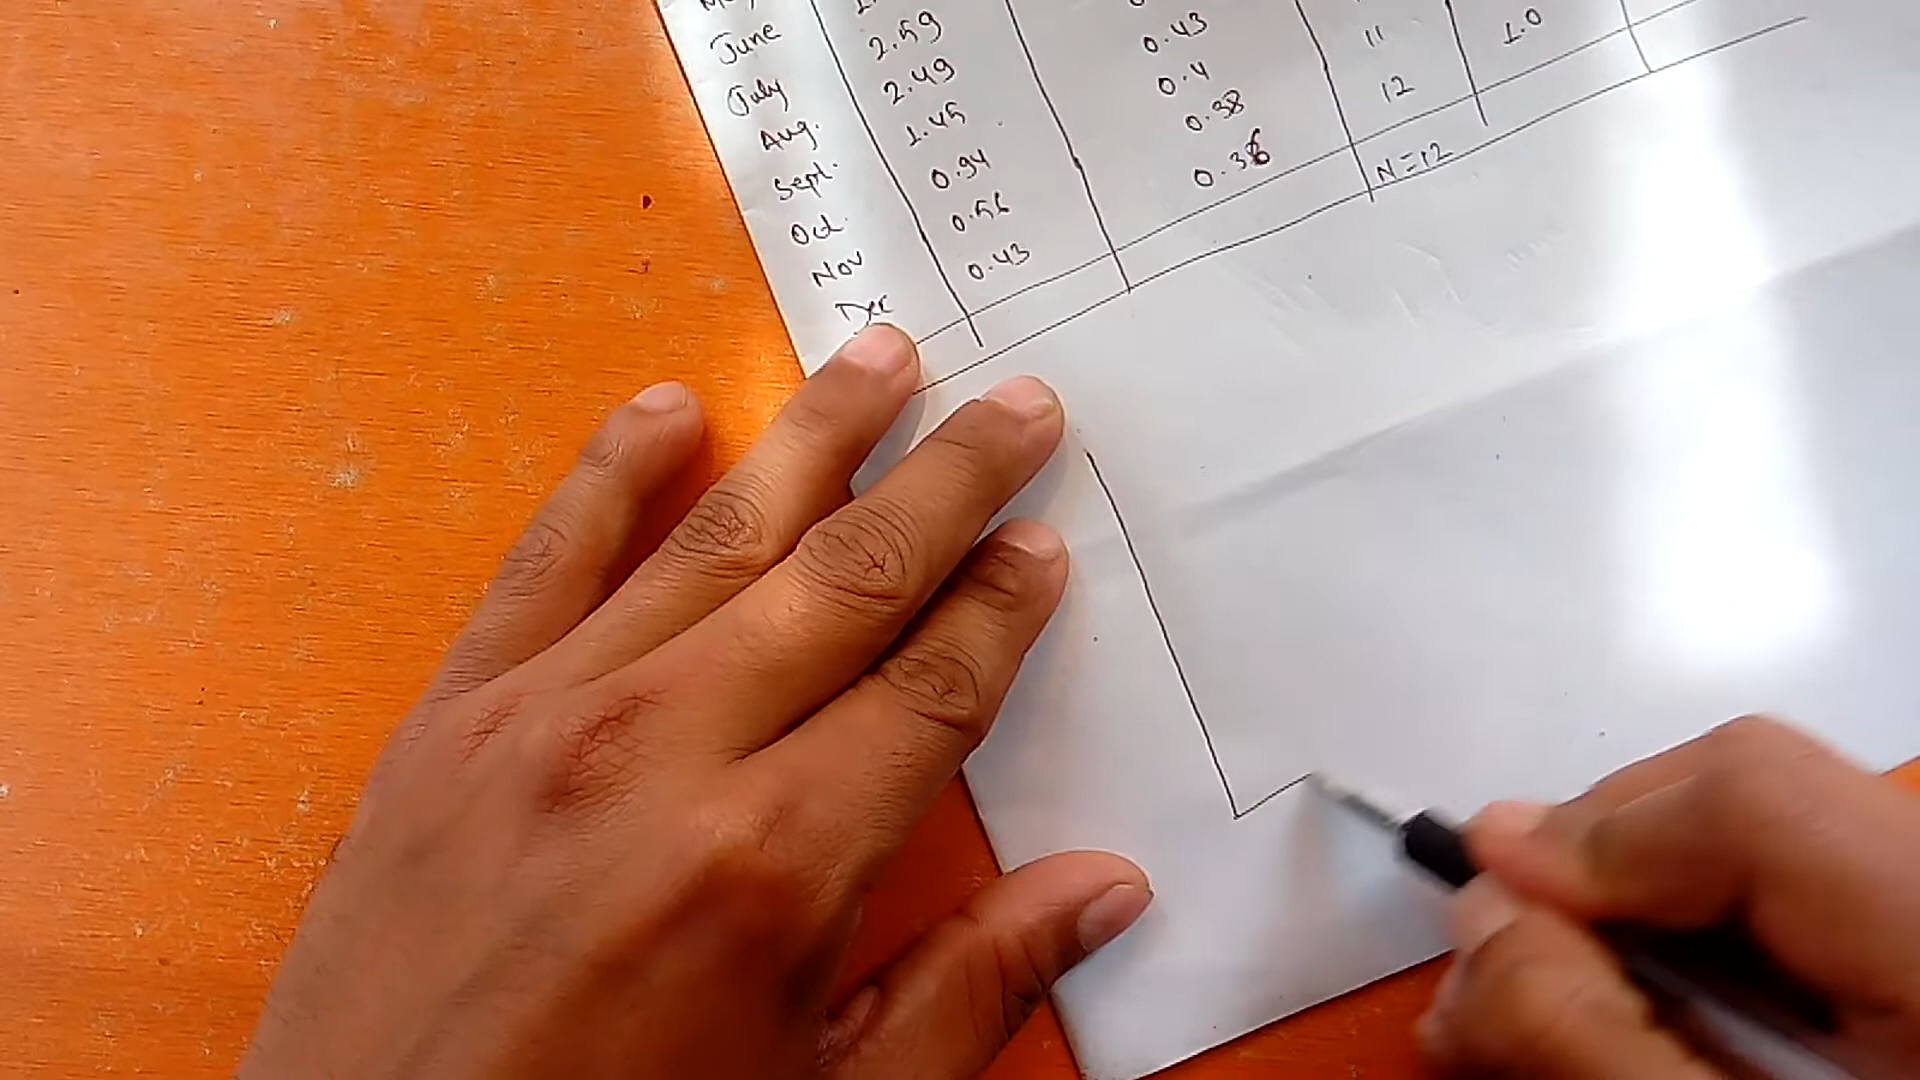 June
July 2.59
Aug. 2.49
Sept. 1.45 0.43
Oct. 0.94 0.4
Nov 0.56 0.38 11
Dec 0.43 0.36 12 1.0
N=12